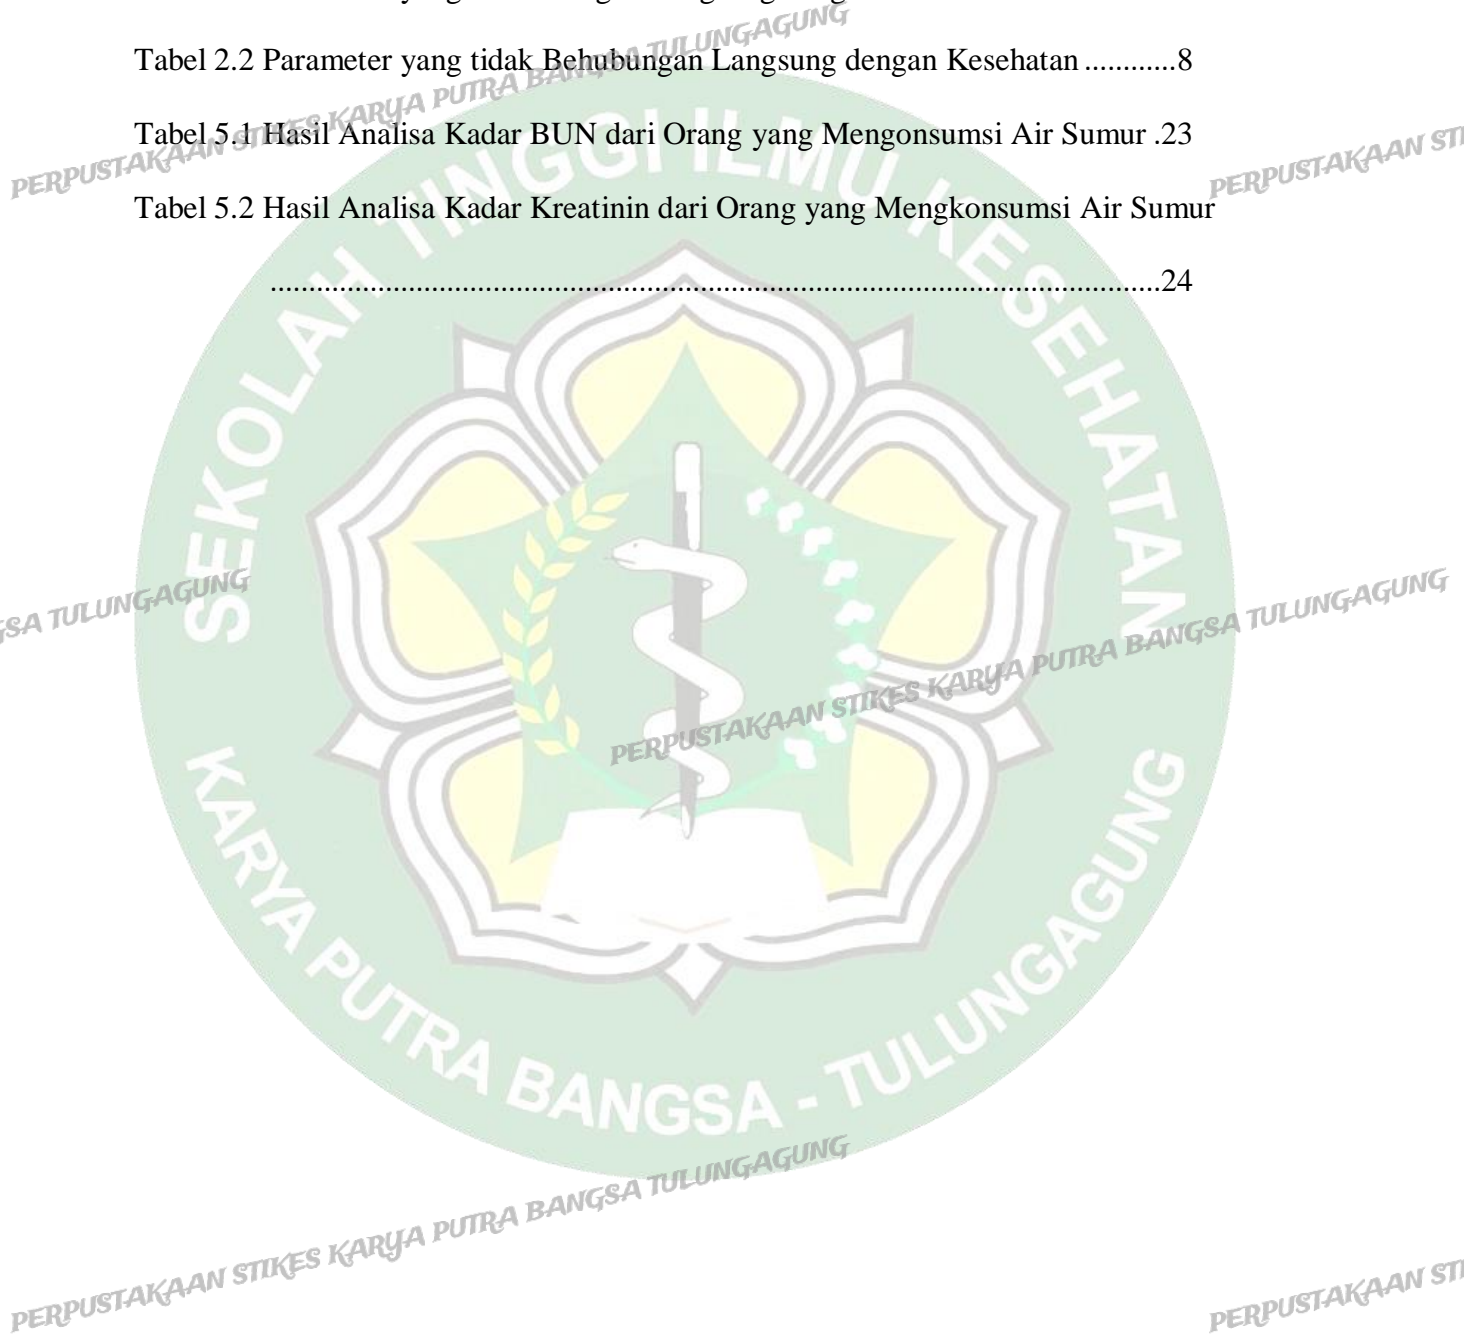 Tabel 2.2 Parameter yang tidak Behubungan Langsung dengan Kesehatan ............8
Tabel 5.1 Hasil Analisa Kadar BUN dari Orang yang Mengonsumsi Air Sumur .23
Tabel 5.2 Hasil Analisa Kadar Kreatinin dari Orang yang Mengkonsumsi Air Sumur
.....................................................................................................................24
SEKOLAH TINGGI ILMU KESEHATAN
KARYA PUTRA BANGSA - TULUNGAGUNG
PERPUSTAKAAN STIKES KARYA PUTRA BANGSA TULUNGAGUNG
PERPUSTAKAAN
TULUNGAGUNG
PERPUSTAKAAN STIKES KARYA PUTRA BANGSA TULUNGAGUNG
PERPUSTAKAAN STIKES KARYA PUTRA BANGSA TULUNGAGUNG
PERPUSTAKAAN